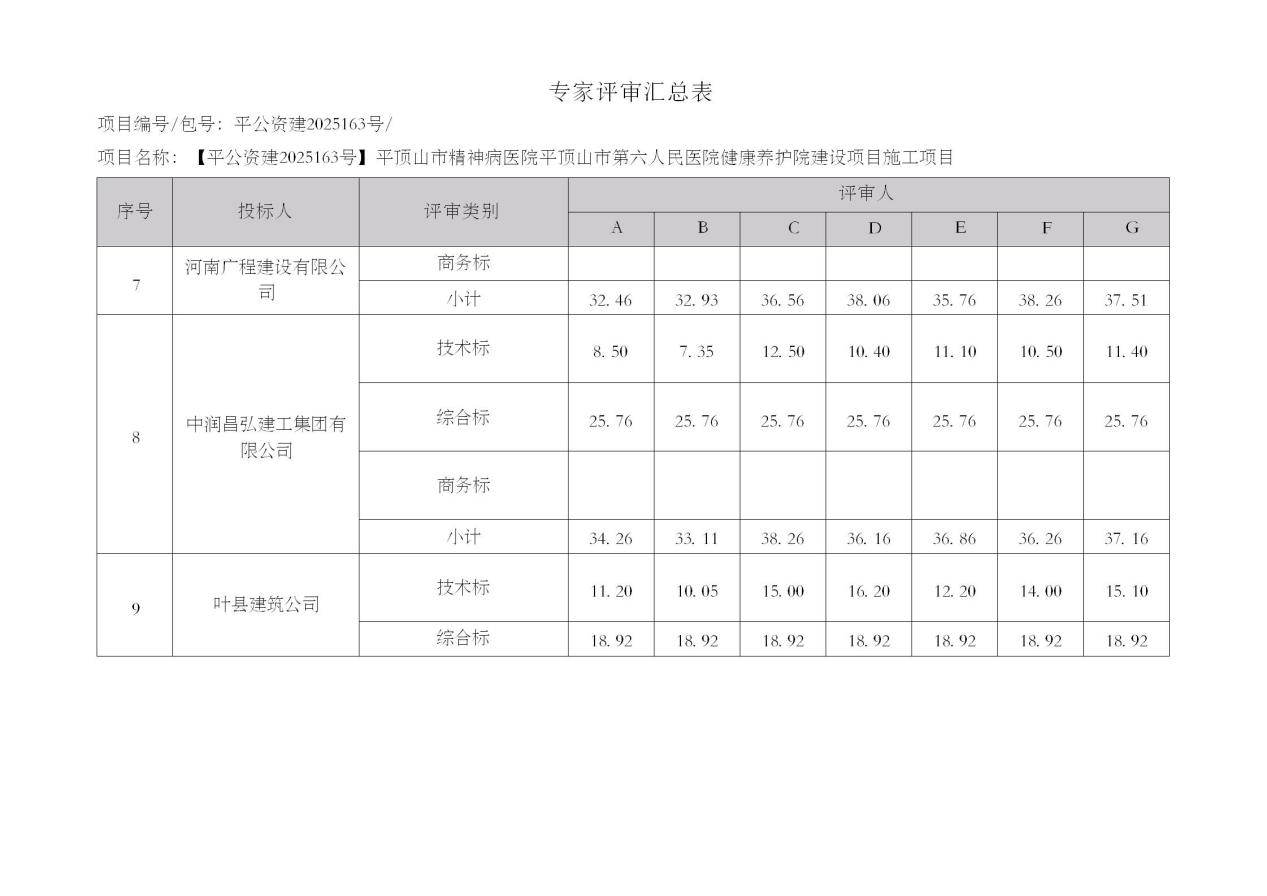 专家评审汇总表
项目编号/包号：平公资建2025163号/
项目名称：【平公资建2025163号】平顶山市精神病医院平顶山市第六人民医院健康养护院建设项目施工项目
序号 投标人 评审类别 评审人
A B C D E F G
7 河南广程建设有限公司 商务标
小计 32.46 32.93 36.56 38.06 35.76 38.26 37.51
8 中润昌弘建工集团有限公司 技术标 8.50 7.35 12.50 10.40 11.10 10.50 11.40
综合标 25.76 25.76 25.76 25.76 25.76 25.76 25.76
商务标
小计 34.26 33.11 38.26 36.16 36.86 36.26 37.16
9 叶县建筑公司 技术标 11.20 10.05 15.00 16.20 12.20 14.00 15.10
综合标 18.92 18.92 18.92 18.92 18.92 18.92 18.92